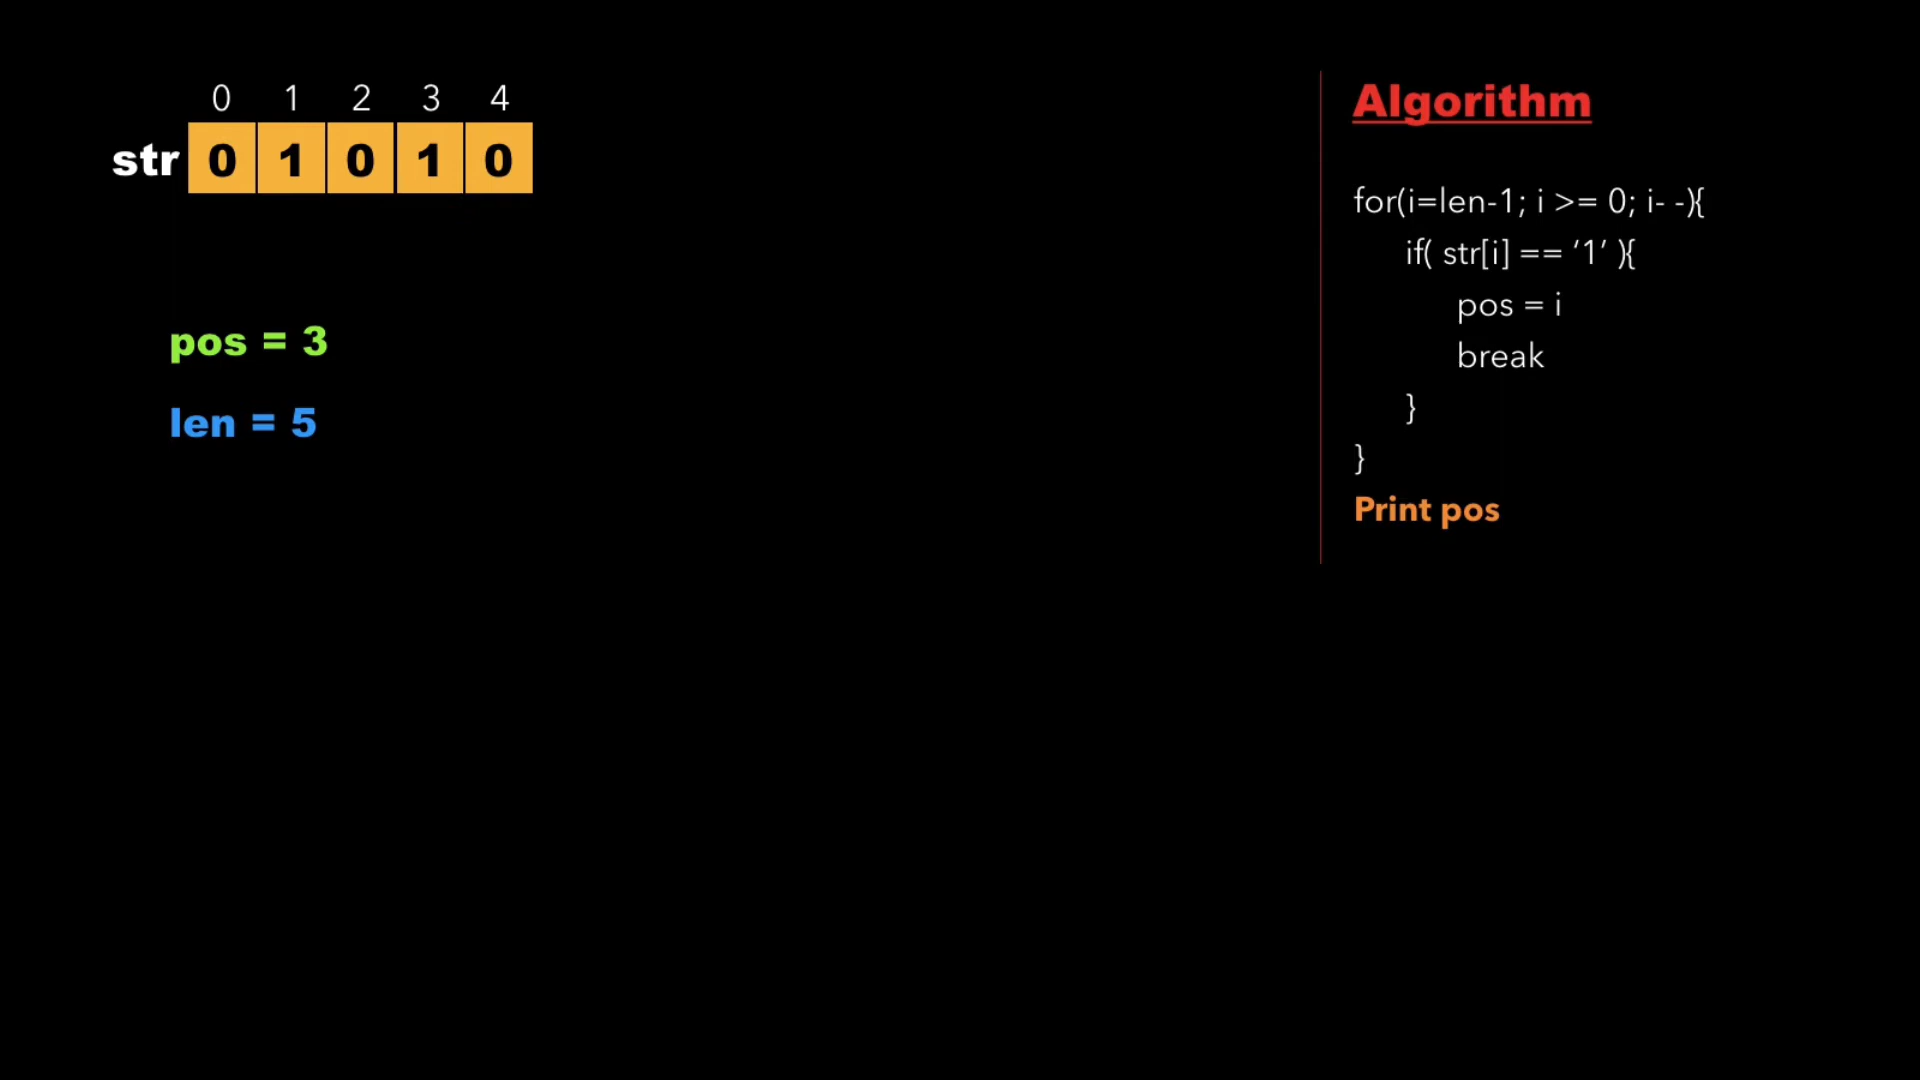 0 1 2 3 4
str 0 1 0 1 0
pos = 3
len = 5
Algorithm
for(i=len-1; i >= 0; i- -){
if( str[i] == ‘1’ ){
pos = i
break
}
}
Print pos